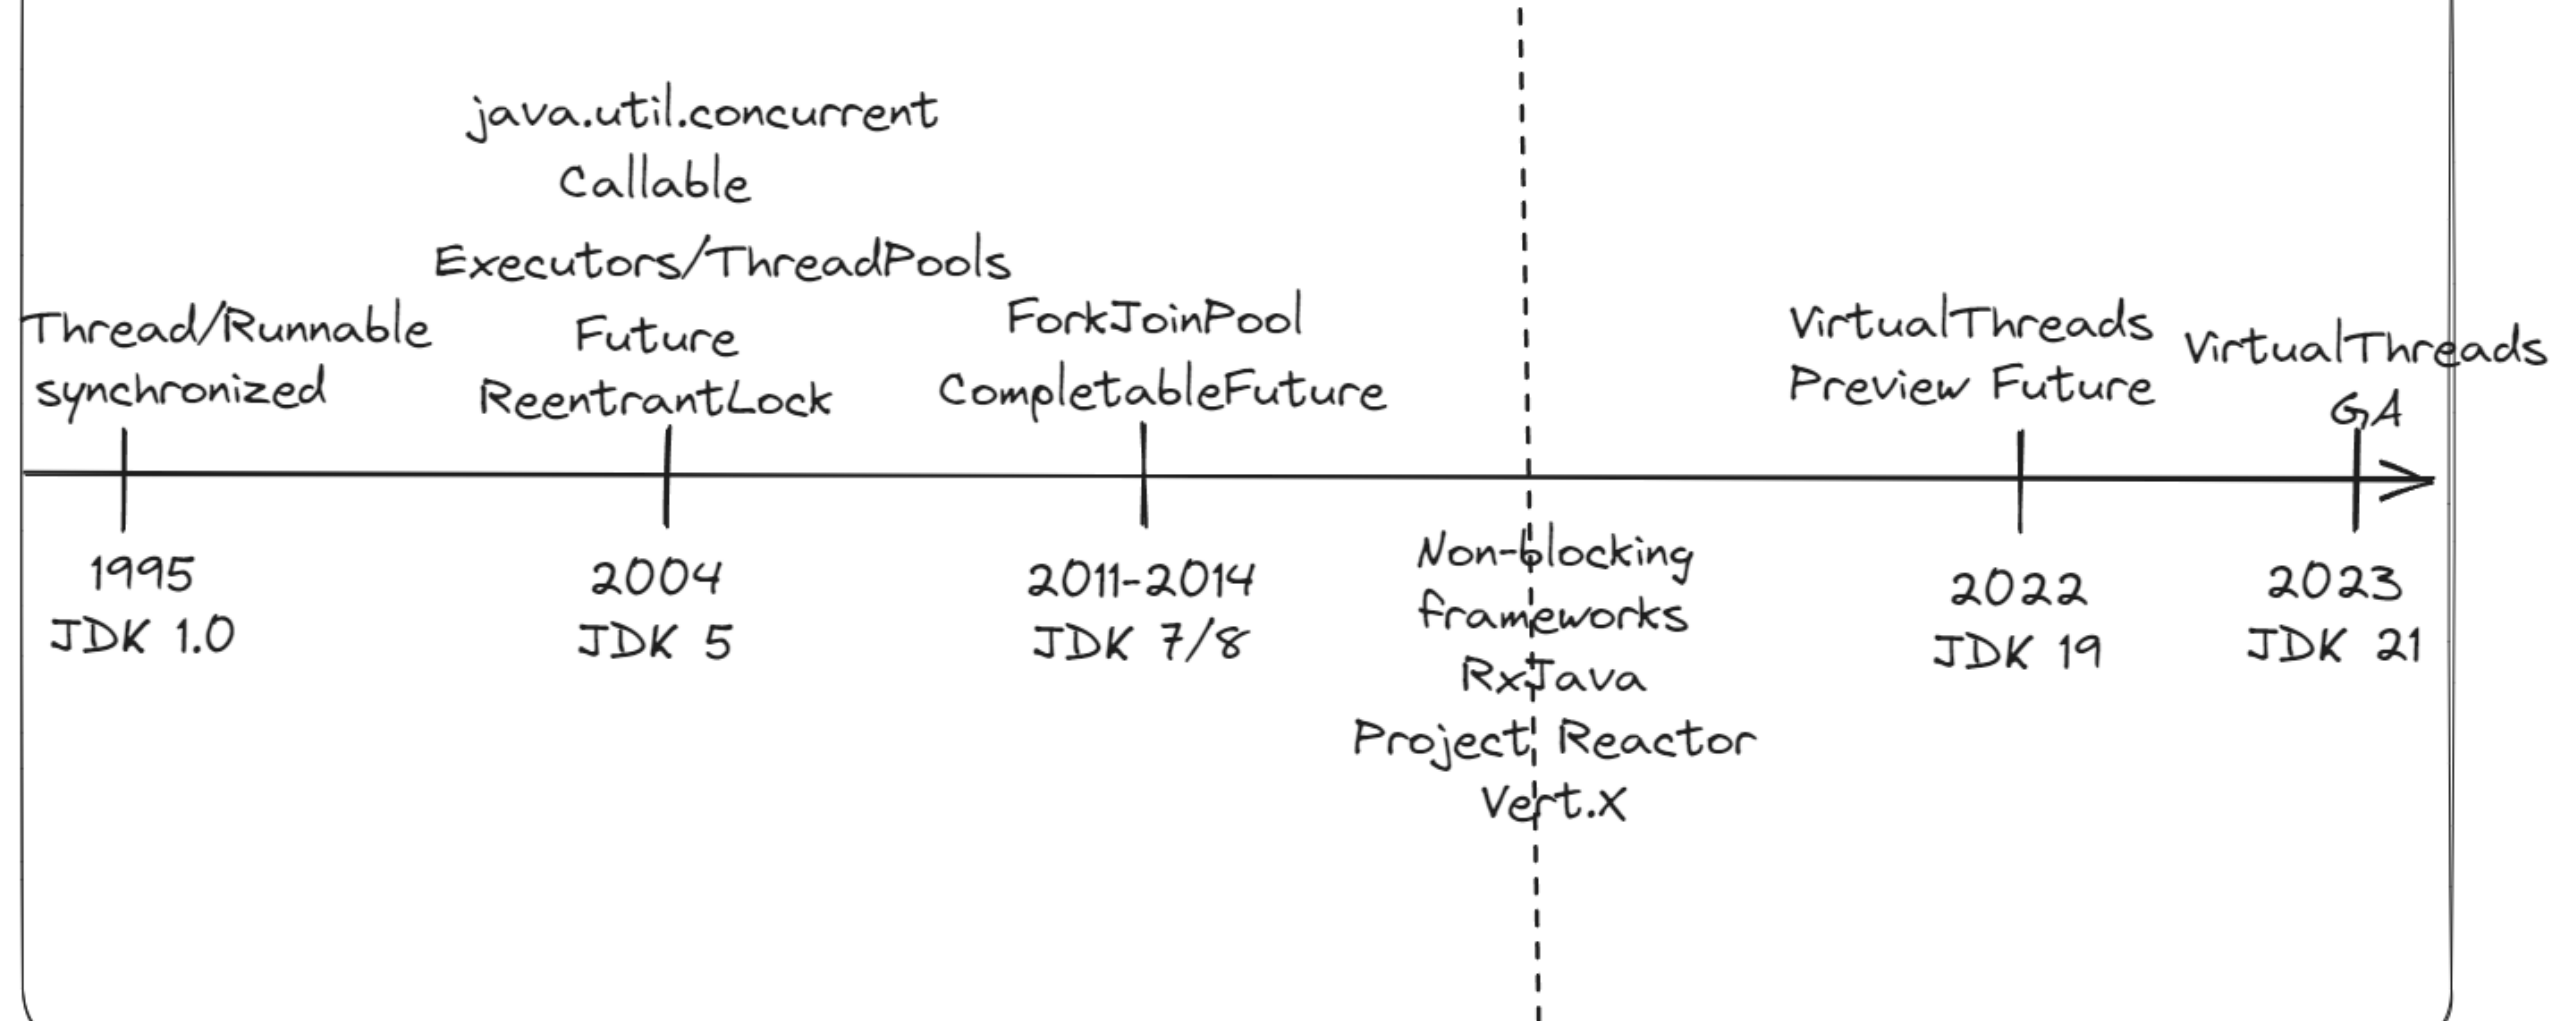 Thread/Runnable
synchronized
1995
JDK 1.0
java.util.concurrent
Callable
Executors/ThreadPools
Future
ReentrantLock
2004
JDK 5
ForkJoinPool
CompletableFuture
2011-2014
JDK 7/8
Non-blocking
frameworks
RxJava
Project Reactor
Vert.X
VirtualThreads
Preview Future
2022
JDK 19
VirtualThreads
GA
2023
JDK 21